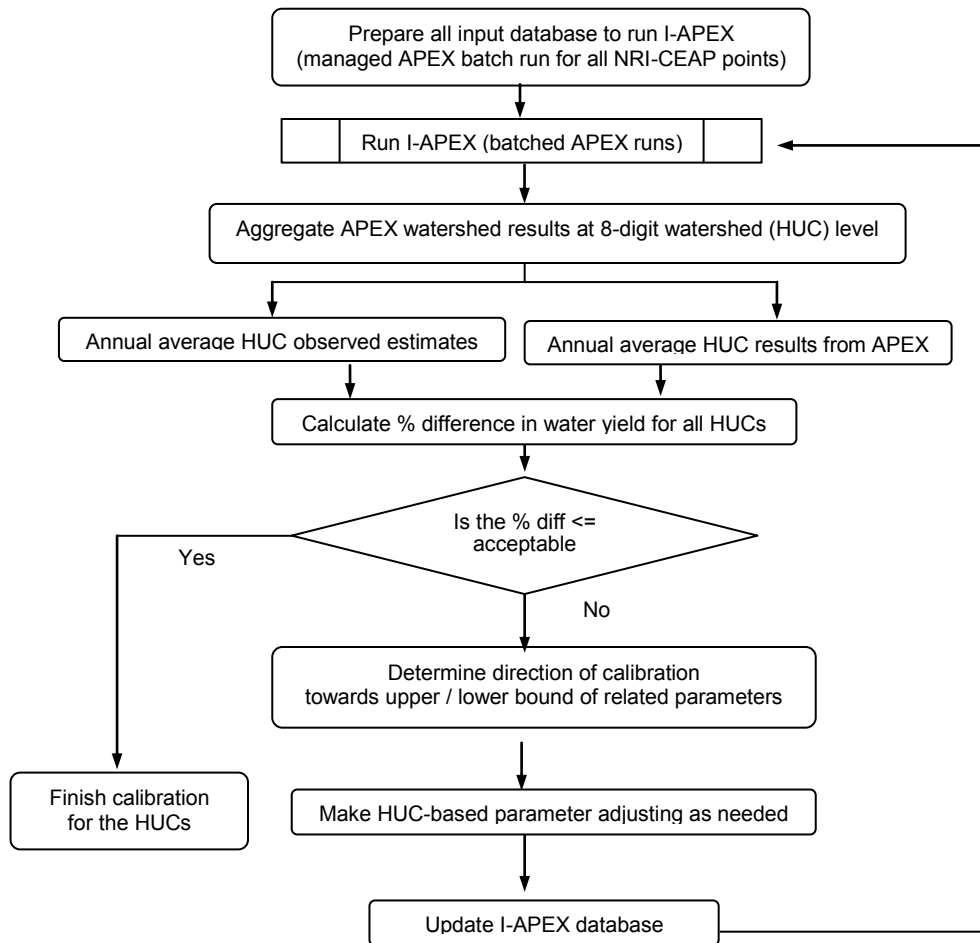 Prepare all input database to run I-APEX
(managed APEX batch run for all NRI-CEAP points)
Run I-APEX (batched APEX runs)
Aggregate APEX watershed results at 8-digit watershed (HUC) level
Annual average HUC observed estimates
Annual average HUC results from APEX
Calculate % difference in water yield for all HUCs
Is the % diff <=
acceptable
Yes
No
Determine direction of calibration
towards upper / lower bound of related parameters
Finish calibration
for the HUCs
Make HUC-based parameter adjusting as needed
Update I-APEX database